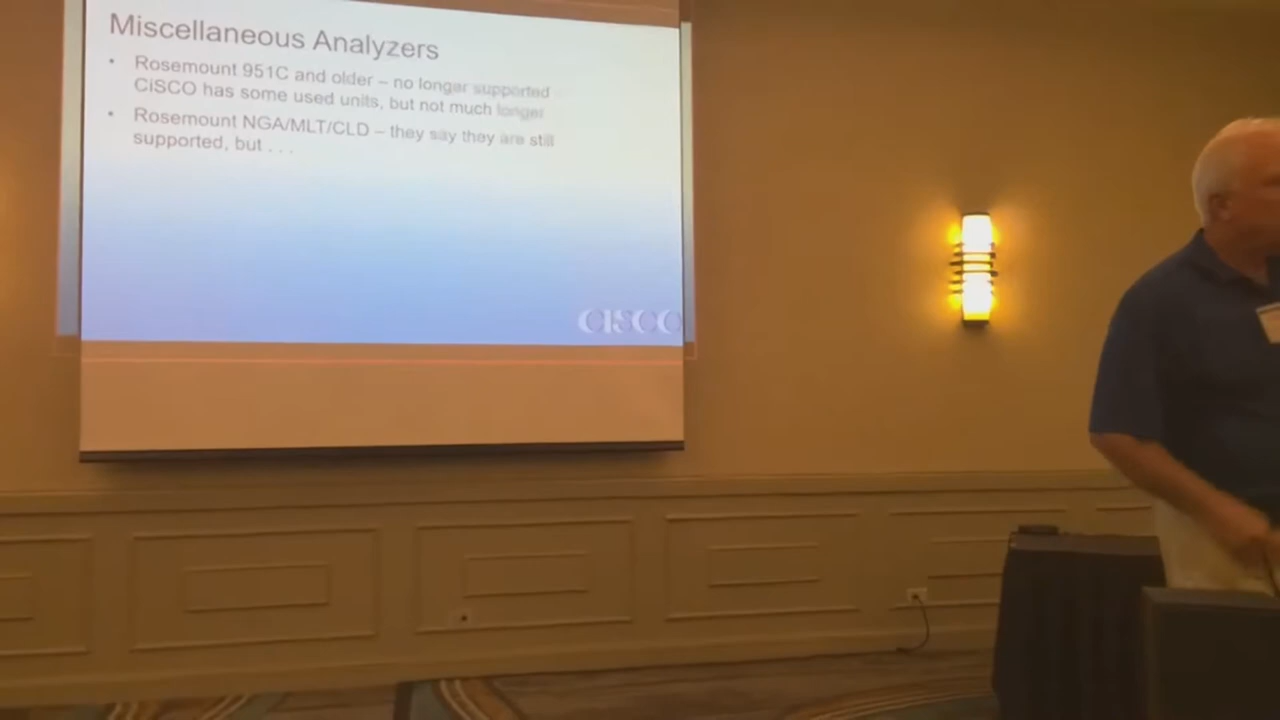 Miscellaneous Analyzers
• Rosemount 951C and older – no longer supported -
CiSCO has some used units, but not much longer
• Rosemount NGA/MLT/CLD – they say they are still
supported, but . . .
CISCO